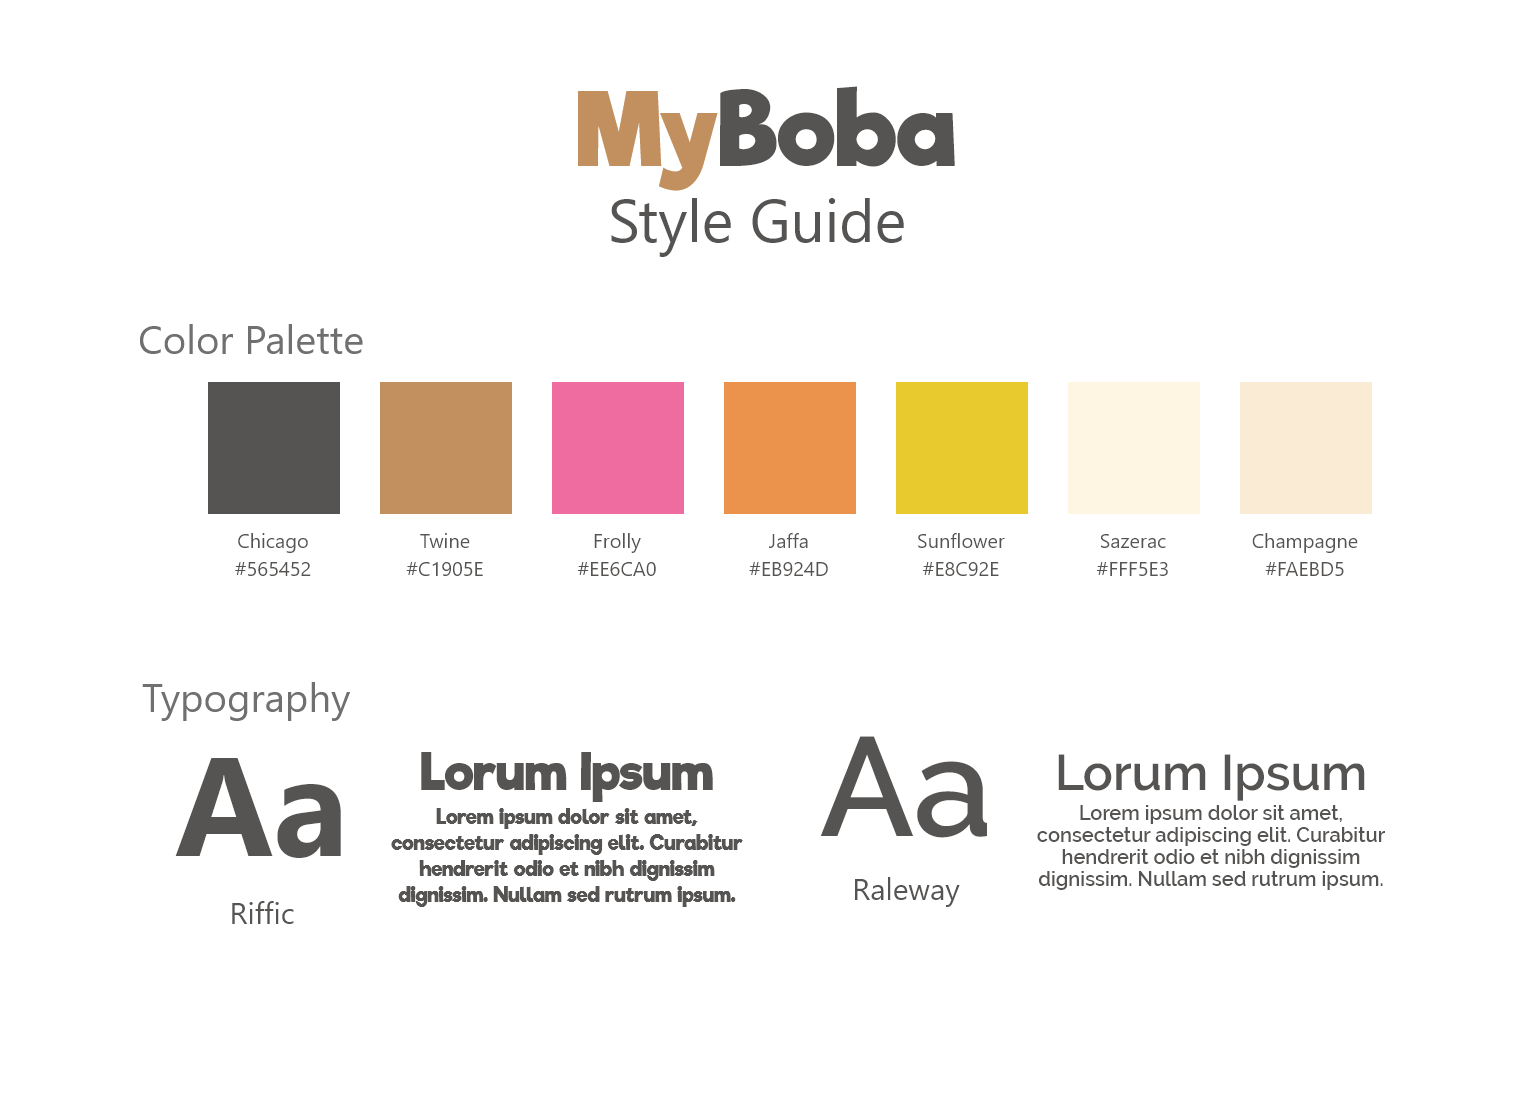 MyBoba
Style Guide
Color Palette
Chicago
#565452
Twine
#C1905E
Frolly
#EE6CA0
Jaffa
#EB924D
Sunflower
#E8C92E
Sazerac
#FFF5E3
Champagne
#FAEBD5
Typography
Aa
Riffic
Lorum Ipsum
Lorem ipsum dolor sit amet,
consectetur adipiscing elit. Curabitur
hendrerit odio et nibh dignissim
dignissim. Nullam sed rutrum ipsum.
Aa
Raleway
Lorum Ipsum
Lorem ipsum dolor sit amet,
consectetur adipiscing elit. Curabitur
hendrerit odio et nibh dignissim
dignissim. Nullam sed rutrum ipsum.